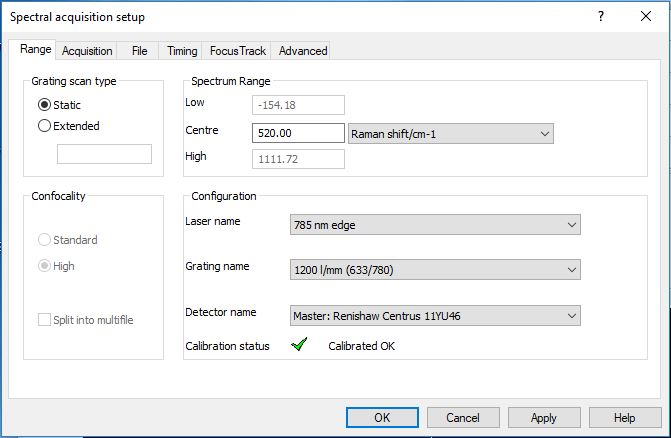 Spectral acquisition setup
Range Acquisition File Timing FocusTrack Advanced
Grating scan type
Static
Extended
Spectrum Range
Low -154.18
Centre 520.00 Raman shift/cm-1
High 1111.72
Confocality
Standard
High
Split into multifile
Configuration
Laser name 785 nm edge
Grating name 1200 l/mm (633/780)
Detector name Master: Renishaw Centrus 11YU46
Calibration status Calibrated OK
OK Cancel Apply Help